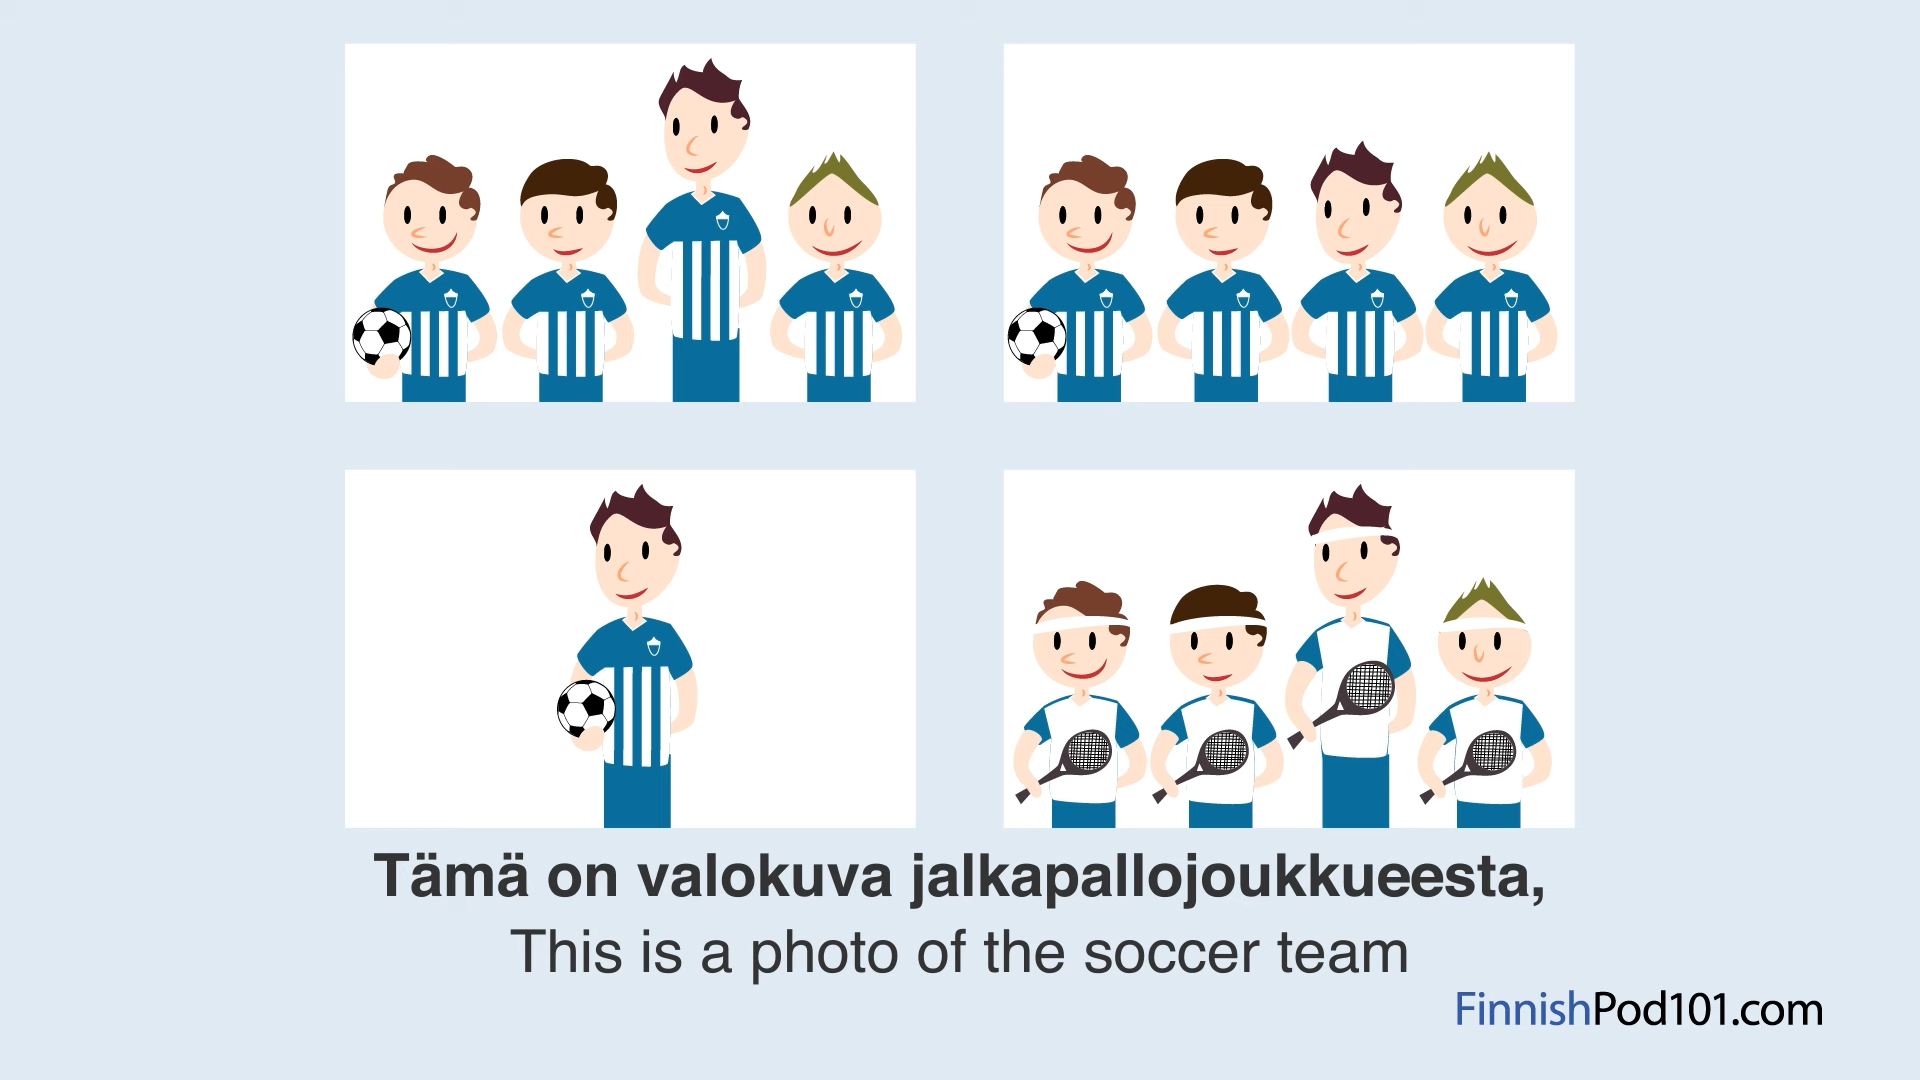 Tämä on valokuva jalkapallojoukkueesta,
This is a photo of the soccer team
FinnishPod101.com